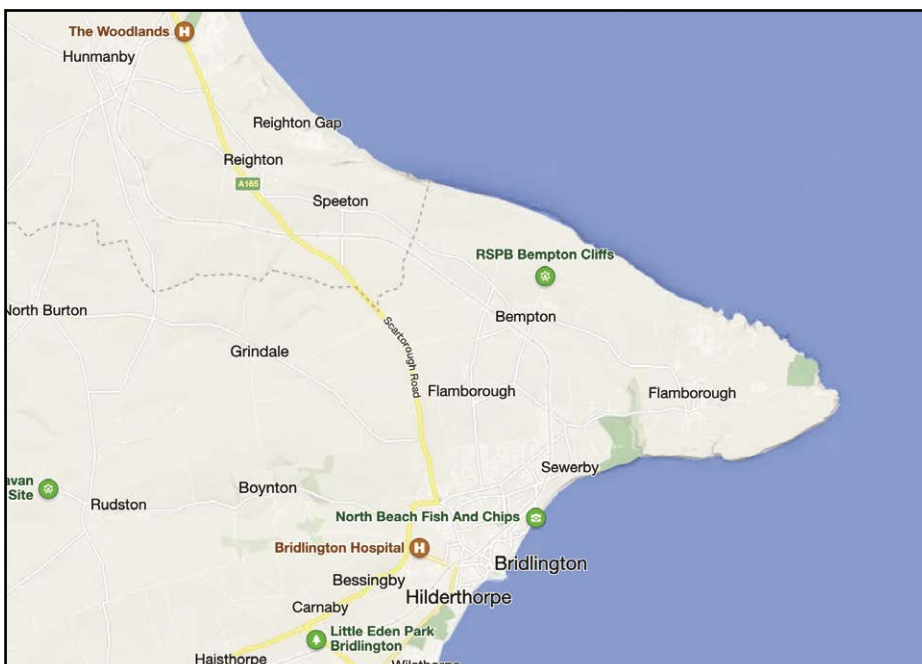 The Woodlands
H
Hunmanby
Reighton Gap
Reighton
A165
Speeton
RSPB Bempton Cliffs
North Burton
Bempton
Scarborough Road
Grindale
Flamborough
Flamborough
Sewerby
avan
Site
Boynton
Rudston
North Beach Fish And Chips
Bridlington Hospital
H
Bridlington
Bessingby
Hilderthorpe
Carnaby
Little Eden Park
Bridlington
Haisthorpe
Wilsthorpe